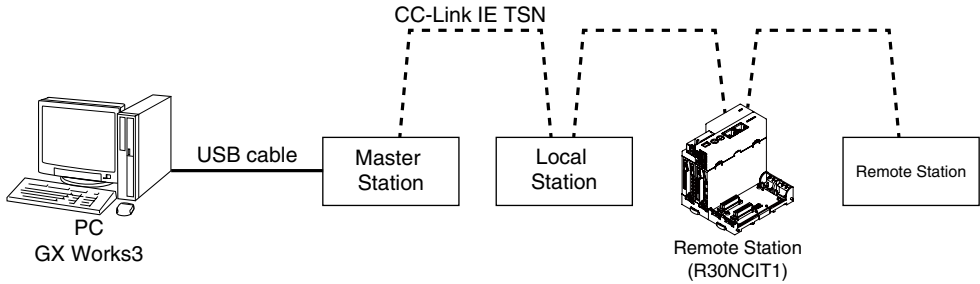 CC-Link IE TSN
USB cable
Master
Station
Local
Station
Remote Station
PC
GX Works3
Remote Station
(R30NCIT1)